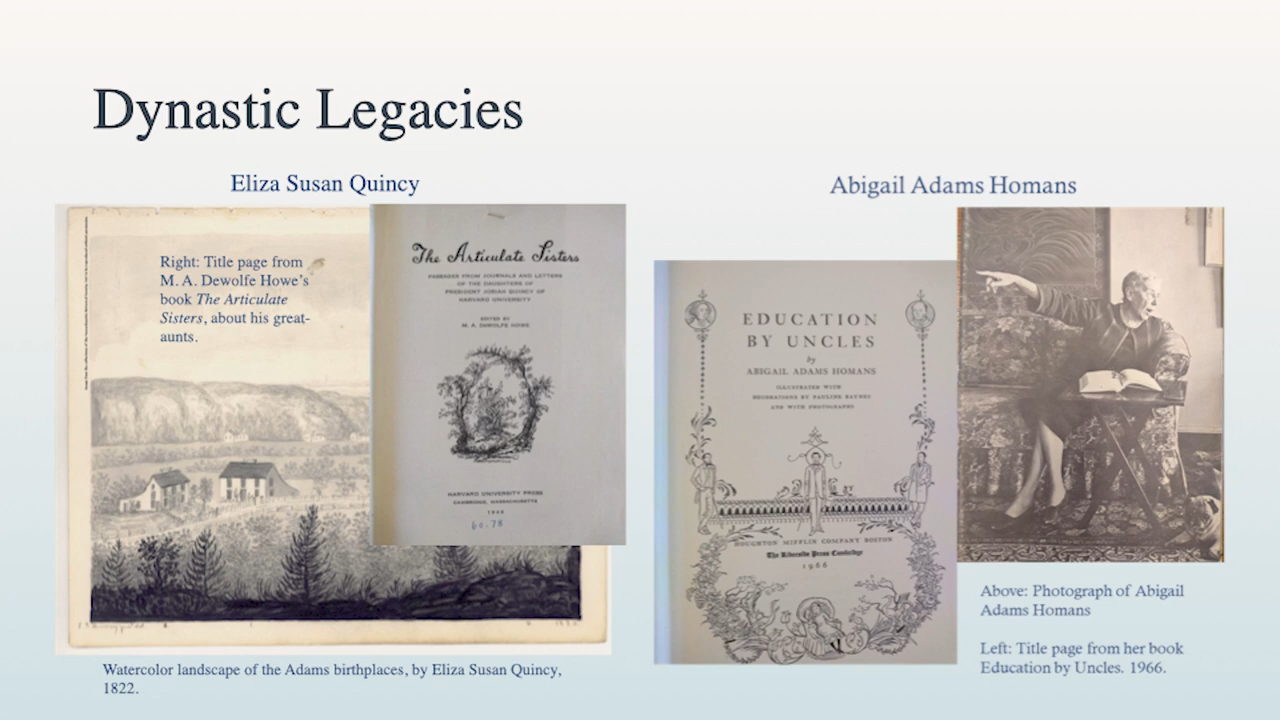 Dynastic Legacies
Eliza Susan Quincy
Right: Title page from
M. A. Dewolfe Howe's
book The Articulate
Sisters, about his great-
aunts.
The Articulate Sisters
PASSAGES FROM JOURNALS AND LETTERS
OF THE DAUGHTERS OF
PRESIDENT JOSIAH QUINCY OF
HARVARD UNIVERSITY
EDITED BY
M. A. DEWOLFE HOWE
HARVARD UNIVERSITY PRESS
CAMBRIDGE, MASSACHUSETTS
1946
Watercolor landscape of the Adams birthplaces, by Eliza Susan Quincy,
1822.
Abigail Adams Homans
EDUCATION
BY UNCLES
by
ABIGAIL ADAMS HOMANS
ILLUSTRATED WITH
DECORATIONS BY PAULINE BAYNES
AND WITH PHOTOGRAPHS
HOUGHTON MIFFLIN COMPANY BOSTON
The Riverside Press Cambridge
1966
Above: Photograph of Abigail
Adams Homans
Left: Title page from her book
Education by Uncles. 1966.